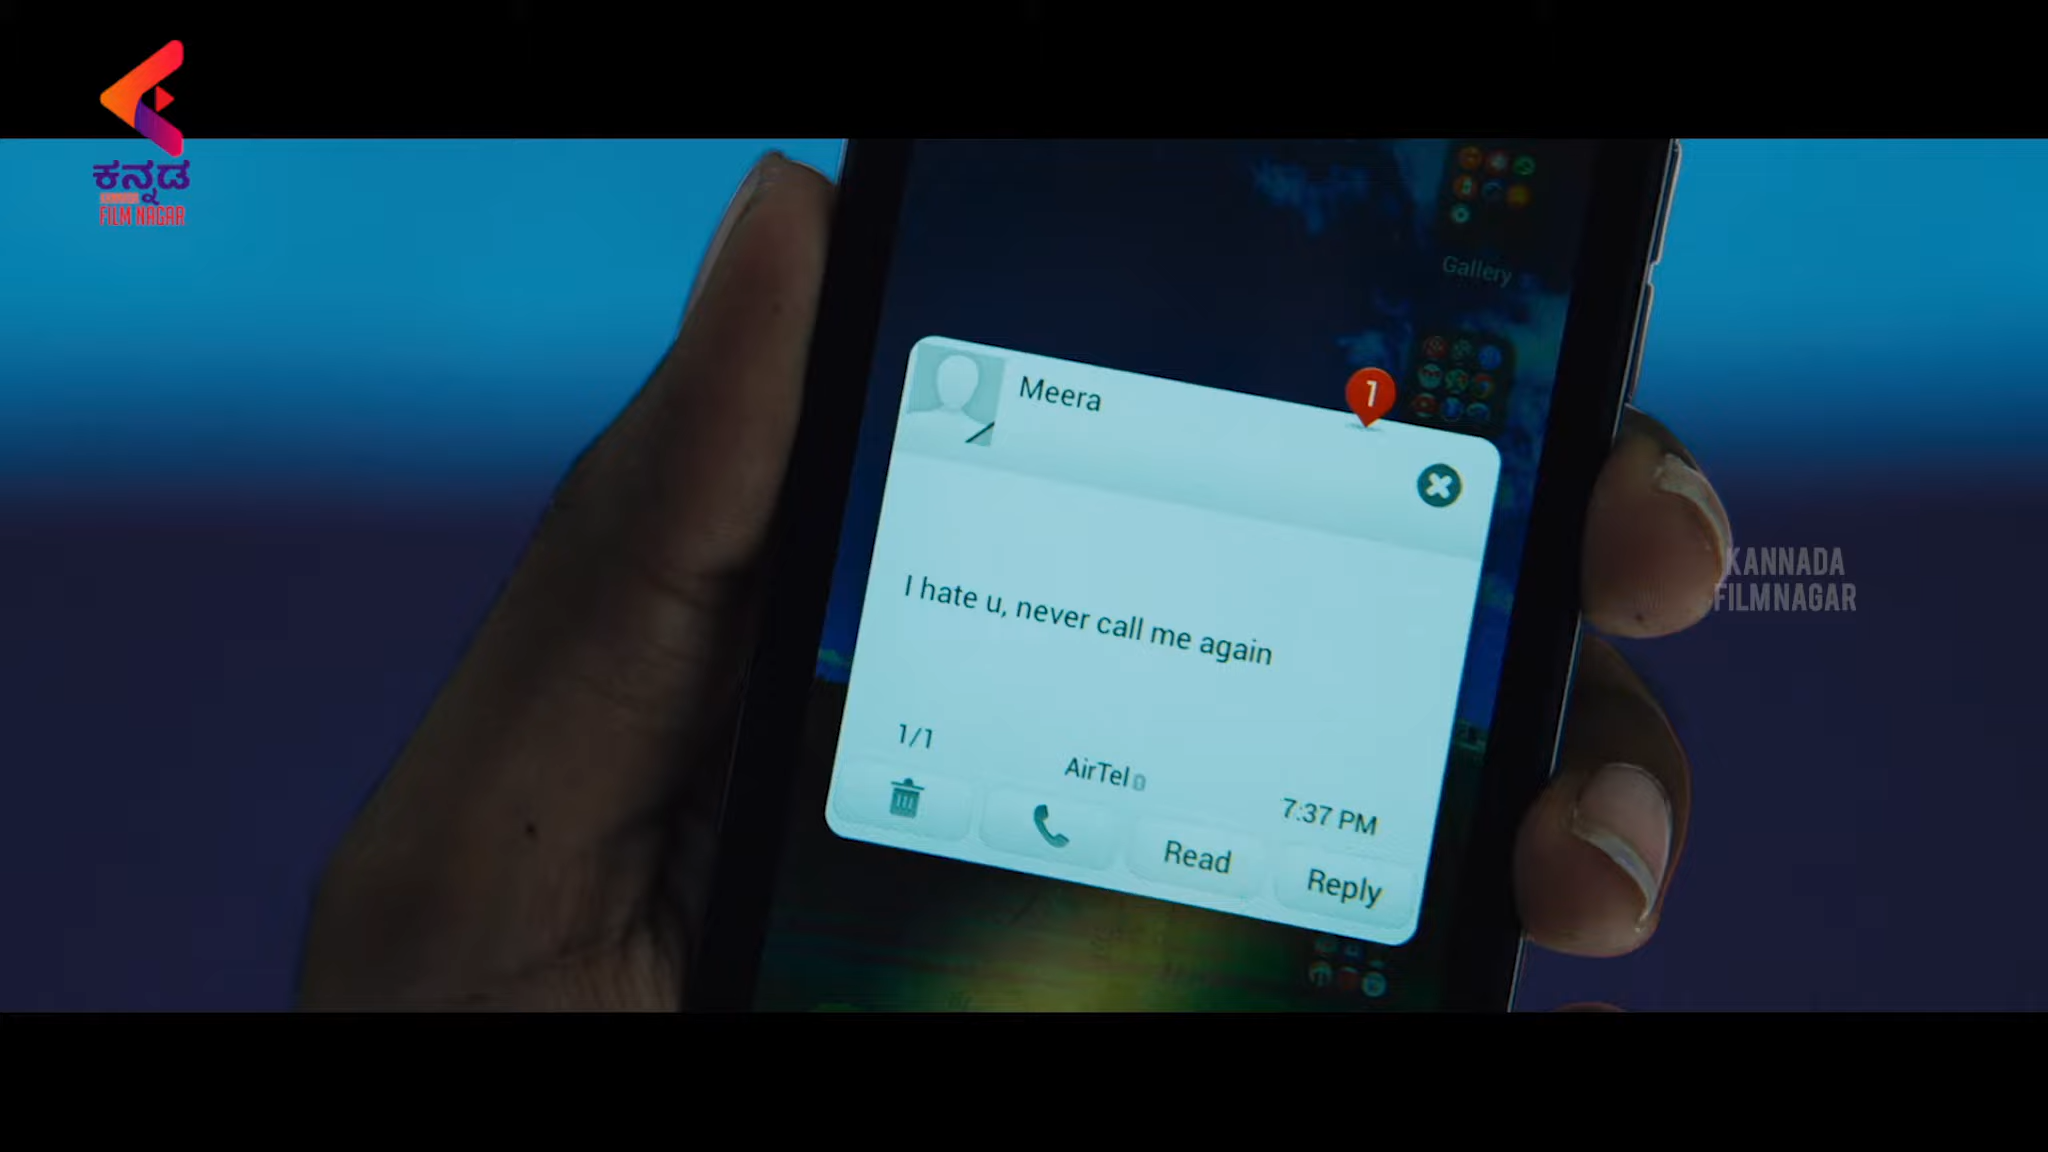 ಕನ್ನಡ
FILM NAGAR
Gallery
Meera
1
I hate u, never call me again
1/1
AirTel
7:37 PM
Read
Reply
KANNADA
FILMNAGAR